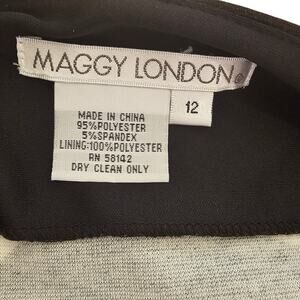 MAGGY LONDON®
12
MADE IN CHINA
95%POLYESTER
5%SPANDEX
LINING:100%POLYESTER
RN 58142
DRY CLEAN ONLY